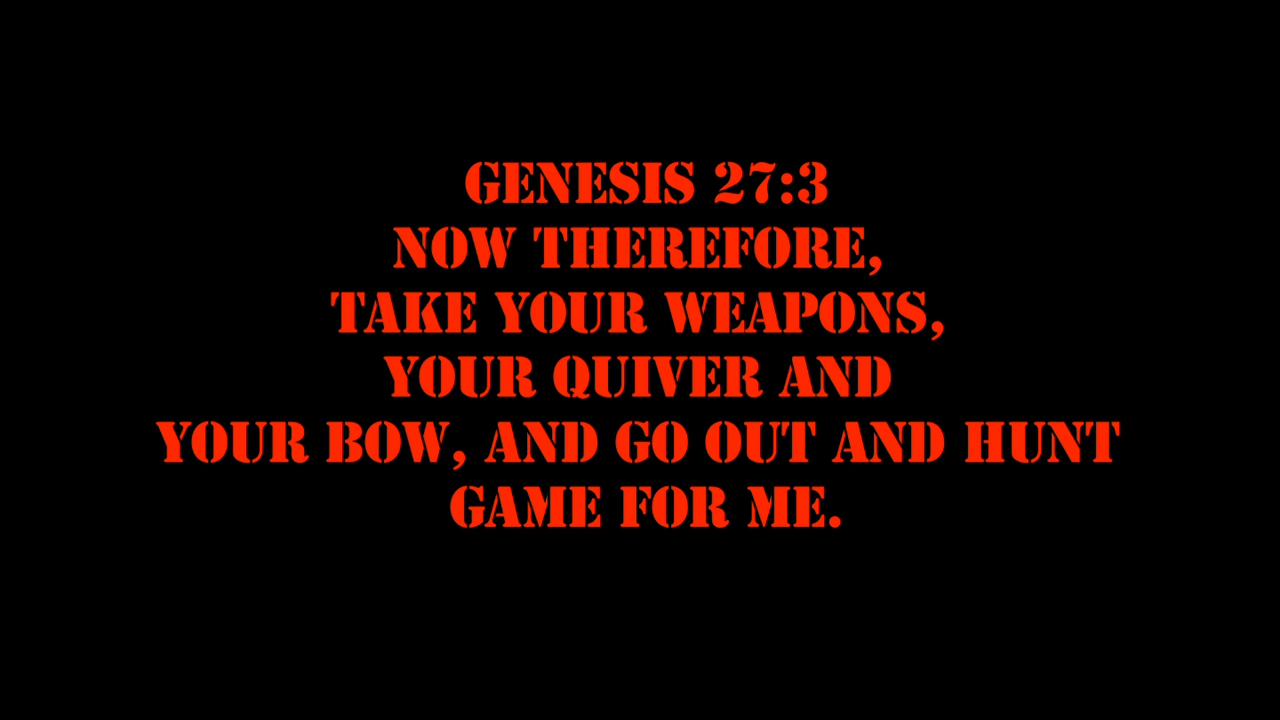 GENESIS 27:3
NOW THEREFORE,
TAKE YOUR WEAPONS,
YOUR QUIVER AND
YOUR BOW, AND GO OUT AND HUNT
GAME FOR ME.